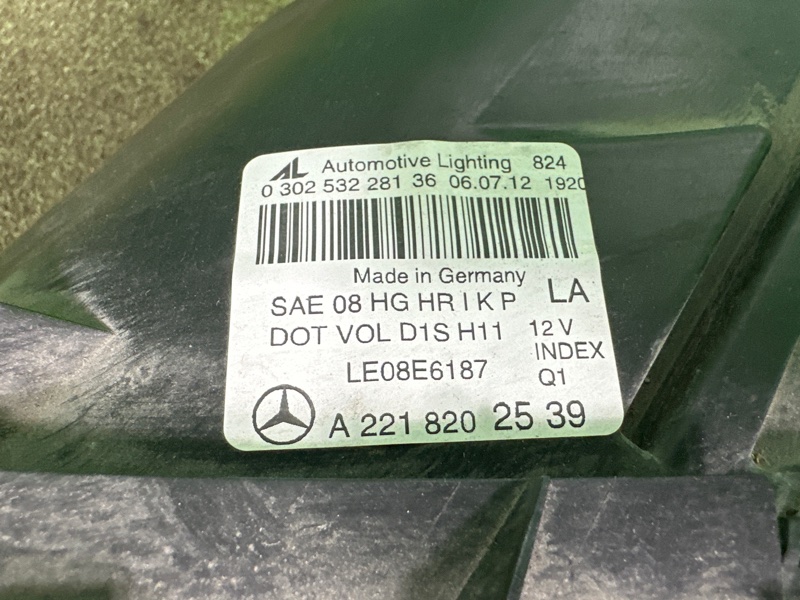 AL Automotive Lighting 824
0 302 532 281 36 06.07.12 1920
Made in Germany
SAE 08 HG HR I K P LA
DOT VOL D1S H11 12 V
INDEX
LE08E6187 Q1
A 221 820 25 39